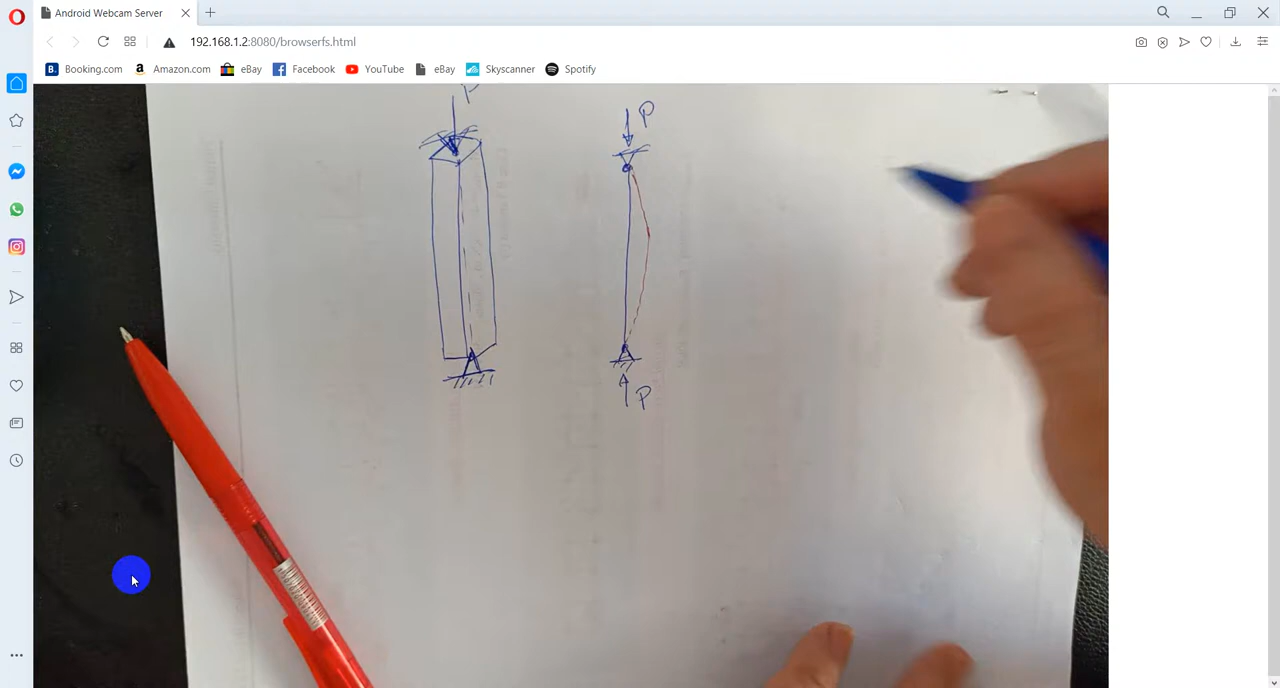 Android Webcam Server
192.168.1.2:8080/browserfs.html
Booking.com
Amazon.com
eBay
Facebook
YouTube
eBay
Skyscanner
Spotify
P
P
P